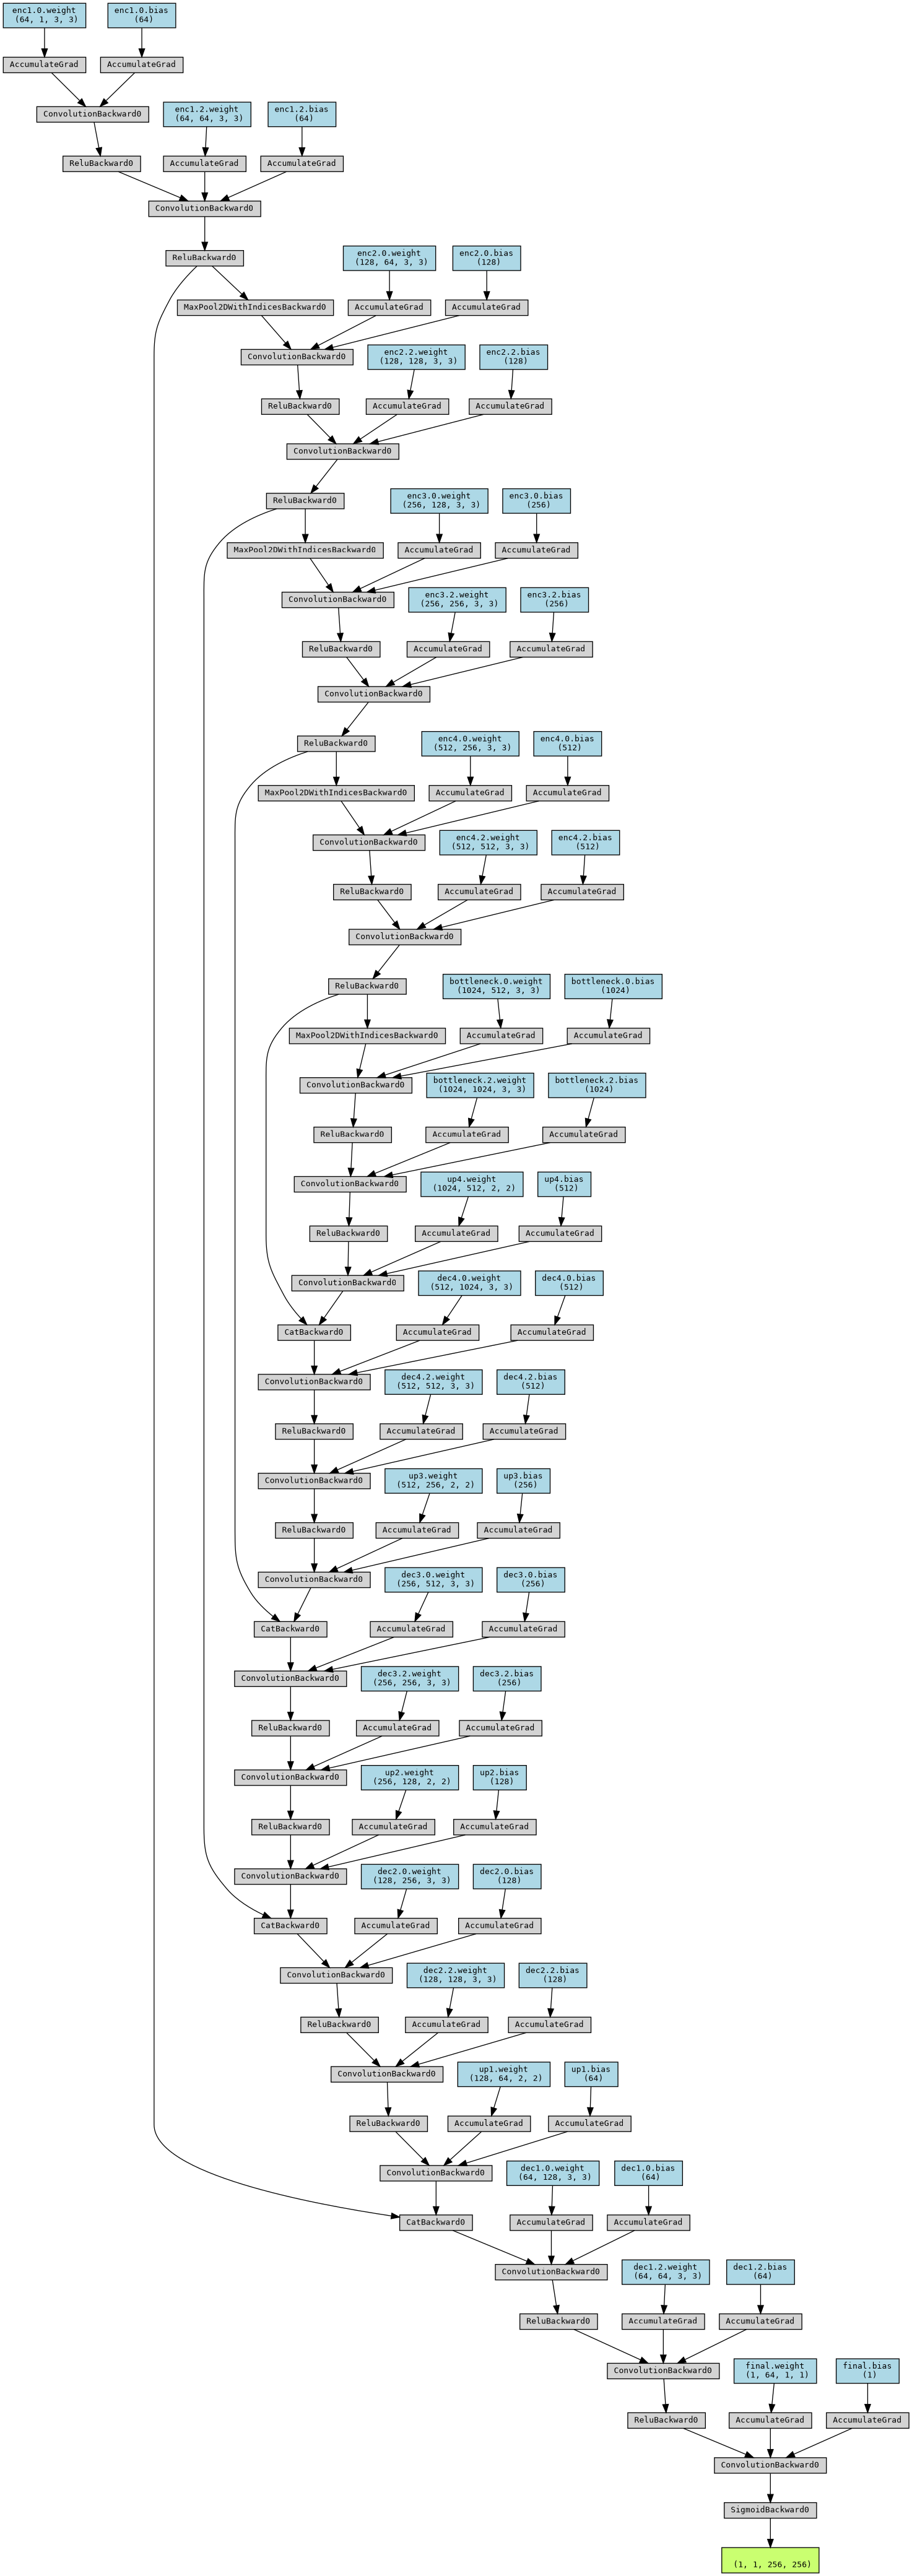 enc1.0.weight
(64, 1, 3, 3)
enc1.0.bias
(64)
AccumulateGrad
AccumulateGrad
ConvolutionBackward0
enc1.2.weight
(64, 64, 3, 3)
enc1.2.bias
(64)
ReluBackward0
AccumulateGrad
AccumulateGrad
ConvolutionBackward0
ReluBackward0
enc2.0.weight
(128, 64, 3, 3)
enc2.0.bias
(128)
MaxPool2DWithIndicesBackward0
AccumulateGrad
AccumulateGrad
ConvolutionBackward0
enc2.2.weight
(128, 128, 3, 3)
enc2.2.bias
(128)
ReluBackward0
AccumulateGrad
AccumulateGrad
ConvolutionBackward0
ReluBackward0
enc3.0.weight
(256, 128, 3, 3)
enc3.0.bias
(256)
MaxPool2DWithIndicesBackward0
AccumulateGrad
AccumulateGrad
ConvolutionBackward0
enc3.2.weight
(256, 256, 3, 3)
enc3.2.bias
(256)
ReluBackward0
AccumulateGrad
AccumulateGrad
ConvolutionBackward0
ReluBackward0
enc4.0.weight
(512, 256, 3, 3)
enc4.0.bias
(512)
MaxPool2DWithIndicesBackward0
AccumulateGrad
AccumulateGrad
ConvolutionBackward0
enc4.2.weight
(512, 512, 3, 3)
enc4.2.bias
(512)
ReluBackward0
AccumulateGrad
AccumulateGrad
ConvolutionBackward0
ReluBackward0
bottleneck.0.weight
(1024, 512, 3, 3)
bottleneck.0.bias
(1024)
MaxPool2DWithIndicesBackward0
AccumulateGrad
AccumulateGrad
ConvolutionBackward0
bottleneck.2.weight
(1024, 1024, 3, 3)
bottleneck.2.bias
(1024)
ReluBackward0
AccumulateGrad
AccumulateGrad
ConvolutionBackward0
up4.weight
(1024, 512, 2, 2)
up4.bias
(512)
ReluBackward0
AccumulateGrad
AccumulateGrad
ConvolutionBackward0
dec4.0.weight
(512, 1024, 3, 3)
dec4.0.bias
(512)
CatBackward0
AccumulateGrad
AccumulateGrad
ConvolutionBackward0
dec4.2.weight
(512, 512, 3, 3)
dec4.2.bias
(512)
ReluBackward0
AccumulateGrad
AccumulateGrad
ConvolutionBackward0
up3.weight
(512, 256, 2, 2)
up3.bias
(256)
ReluBackward0
AccumulateGrad
AccumulateGrad
ConvolutionBackward0
dec3.0.weight
(256, 512, 3, 3)
dec3.0.bias
(256)
CatBackward0
AccumulateGrad
AccumulateGrad
ConvolutionBackward0
dec3.2.weight
(256, 256, 3, 3)
dec3.2.bias
(256)
ReluBackward0
AccumulateGrad
AccumulateGrad
ConvolutionBackward0
up2.weight
(256, 128, 2, 2)
up2.bias
(128)
ReluBackward0
AccumulateGrad
AccumulateGrad
ConvolutionBackward0
dec2.0.weight
(128, 256, 3, 3)
dec2.0.bias
(128)
CatBackward0
AccumulateGrad
AccumulateGrad
ConvolutionBackward0
dec2.2.weight
(128, 128, 3, 3)
dec2.2.bias
(128)
ReluBackward0
AccumulateGrad
AccumulateGrad
ConvolutionBackward0
up1.weight
(128, 64, 2, 2)
up1.bias
(64)
ReluBackward0
AccumulateGrad
AccumulateGrad
ConvolutionBackward0
dec1.0.weight
(64, 128, 3, 3)
dec1.0.bias
(64)
CatBackward0
AccumulateGrad
AccumulateGrad
ConvolutionBackward0
dec1.2.weight
(64, 64, 3, 3)
dec1.2.bias
(64)
ReluBackward0
AccumulateGrad
AccumulateGrad
ConvolutionBackward0
final.weight
(1, 64, 1, 1)
final.bias
(1)
ReluBackward0
AccumulateGrad
AccumulateGrad
ConvolutionBackward0
SigmoidBackward0
(1, 1, 256, 256)